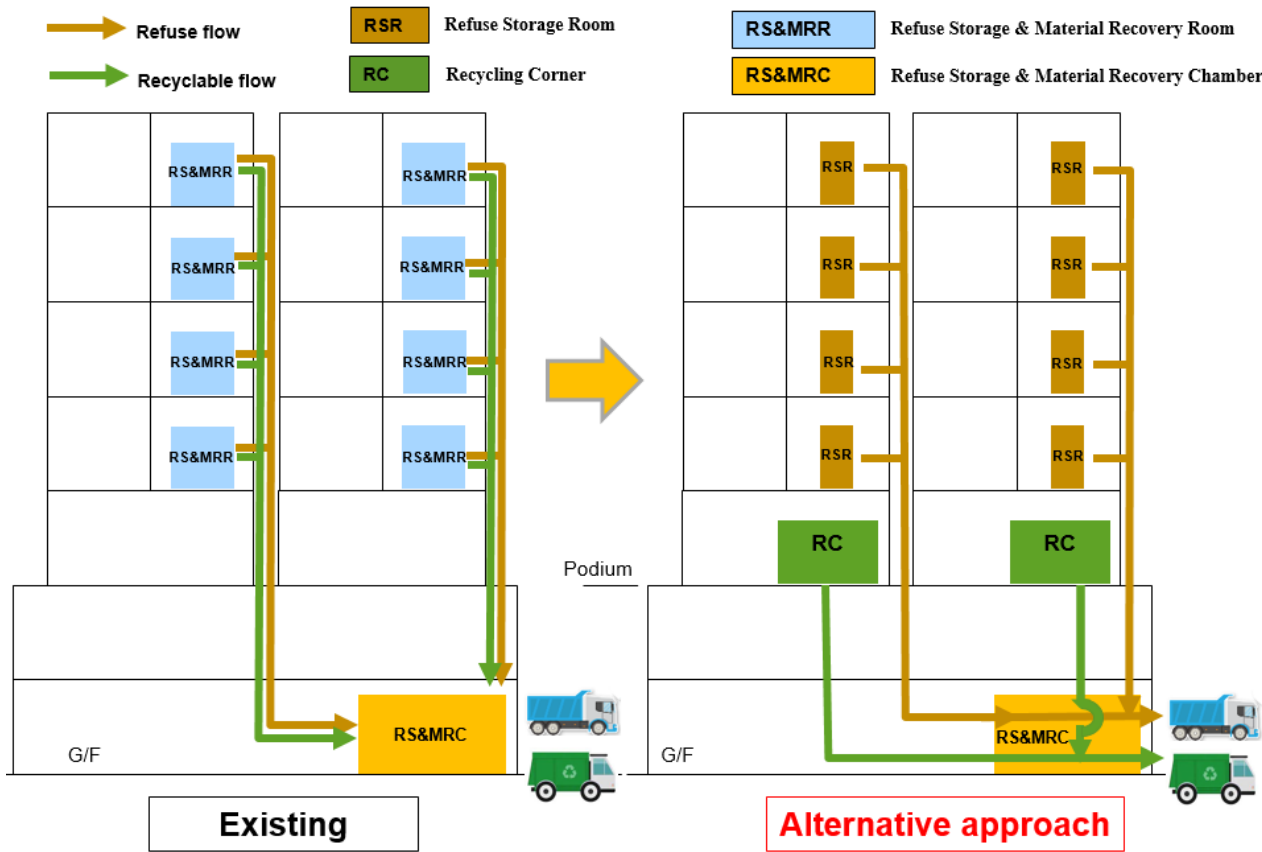 Refuse flow
RSR
Refuse Storage Room
RS&MRR
Refuse Storage & Material Recovery Room
Recyclable flow
RC
Recycling Corner
RS&MRC
Refuse Storage & Material Recovery Chamber
RS&MRR
RS&MRR
RSR
RSR
RS&MRR
RS&MRR
RSR
RSR
RS&MRR
RS&MRR
RSR
RSR
RS&MRR
RS&MRR
RSR
RSR
RC
RC
Podium
RS&MRC
RS&MRC
G/F
G/F
Existing
Alternative approach